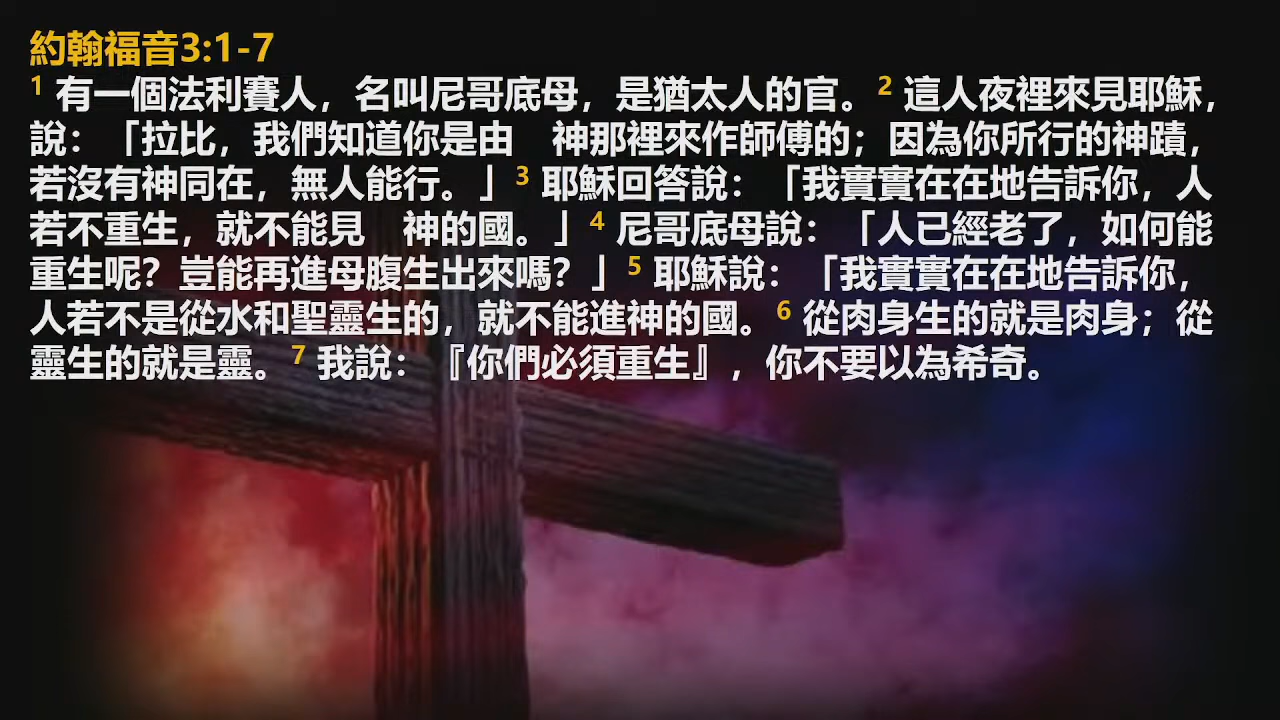 約翰福音3:1-7
1 有一個法利賽人，名叫尼哥底母，是猶太人的官。2 這人夜裡來見耶穌，
說：「拉比，我們知道你是由　神那裡來作師傅的；因為你所行的神蹟，
若沒有神同在，無人能行。」3 耶穌回答說：「我實實在在地告訴你，人
若不重生，就不能見　神的國。」4 尼哥底母說：「人已經老了，如何能
重生呢？豈能再進母腹生出來嗎？」5 耶穌說：「我實實在在地告訴你，
人若不是從水和聖靈生的，就不能進神的國。6 從肉身生的就是肉身；從
靈生的就是靈。7 我說：『你們必須重生』，你不要以為希奇。